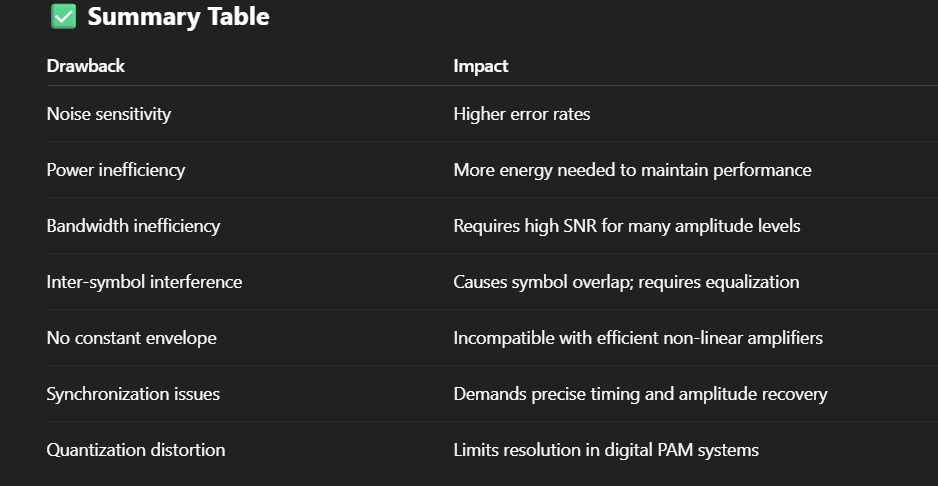 ✅ Summary Table
Drawback Impact
Noise sensitivity Higher error rates
Power inefficiency More energy needed to maintain performance
Bandwidth inefficiency Requires high SNR for many amplitude levels
Inter-symbol interference Causes symbol overlap; requires equalization
No constant envelope Incompatible with efficient non-linear amplifiers
Synchronization issues Demands precise timing and amplitude recovery
Quantization distortion Limits resolution in digital PAM systems